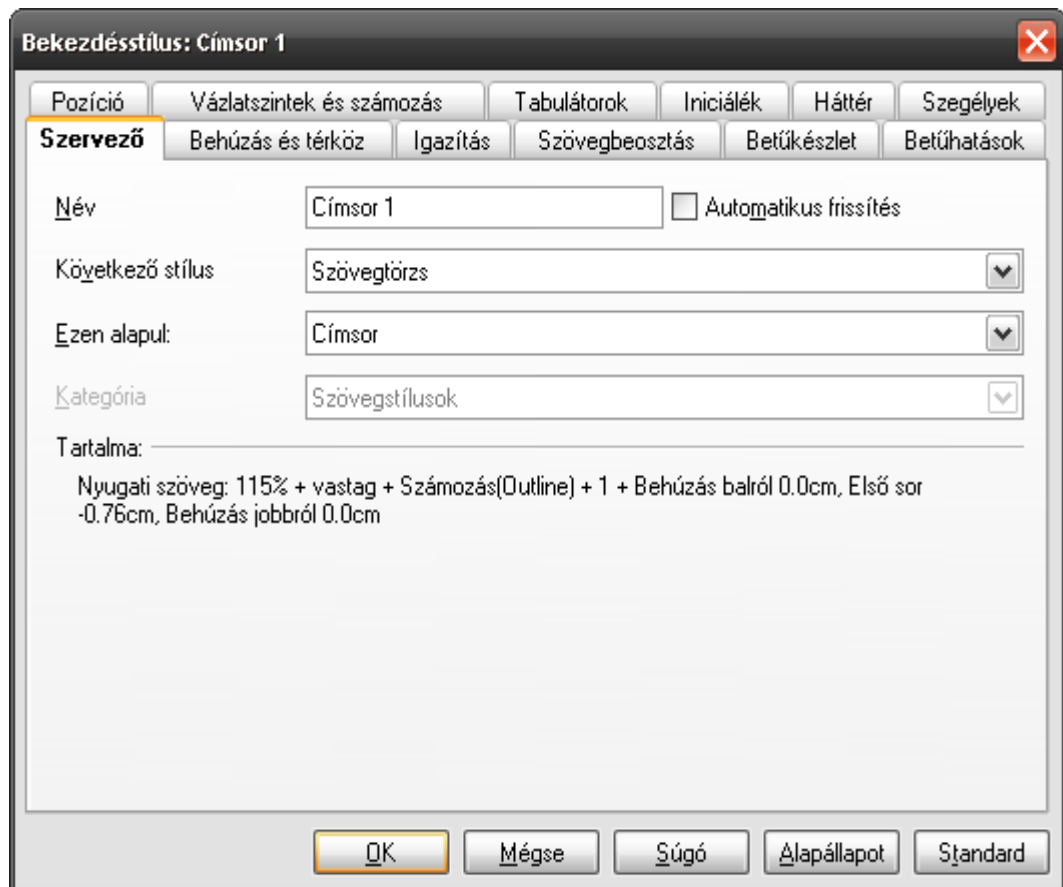 Bekezdésstílus: Címsor 1
Pozíció Vázlatszintek és számozás Tabulátorok Iniciálék Háttér Szegélyek
Szervező Behúzás és térköz Igazítás Szövegbeosztás Betűkészlet Betűhatások
Név Címsor 1 Automatikus frissítés
Következő stílus Szövegtörzs
Ezen alapul: Címsor
Kategória Szövegstílusok
Tartalma:
Nyugati szöveg: 115% + vastag + Számozás(Outline) + 1 + Behúzás balról 0.0cm, Első sor
-0.76cm, Behúzás jobbról 0.0cm
OK Mégse Súgó Alapállapot Standard